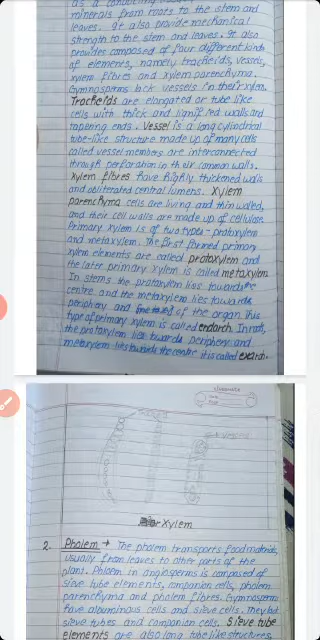 as a conducting
minerals from roots to the stem and
leaves. It also provide mechanical
strength to the stem and leaves. It also
provides composed of four different kinds
of elements, namely tracheids, vessels,
xylem fibres and xylem parenchyma.
Gymnosperms lack vessels in their xylem.
Tracheids are elongated or tube like
cells with thick and lignified walls and
tapering ends. Vessel is a long cylindrical
tube-like structure made up of many cells
called vessel members are interconnected
through perforation in their common walls.
Xylem fibres have highly thickened walls
and obliterated central lumens. Xylem
parenchyma cells are living and thin walled,
and their cell walls are made up of cellulose.
Primary xylem is of two types - protoxylem
and metaxylem. The first formed primary
xylem elements are called protoxylem and
the later primary xylem is called metaxylem
In stems the protoxylem lies towards the
centre and the metaxylem lies towards
periphery and of the organ. This
type of primary xylem is called endarch. In roots,
the protoxylem lies towards periphery and
metaxylem lies towards the centre it is called exarch.
Xylem
2. Pholem → The pholem transports food materials,
usually from leaves to other parts of the
plant. Phloem in angiosperms is composed of
sieve tube elements, companion cells, pholem
parenchyma and pholem fibres. Gymnosperms
have albuminous cells and sieve cells. They
sieve tubes and companion cells. Sieve tube
elements are also long tube like structures,